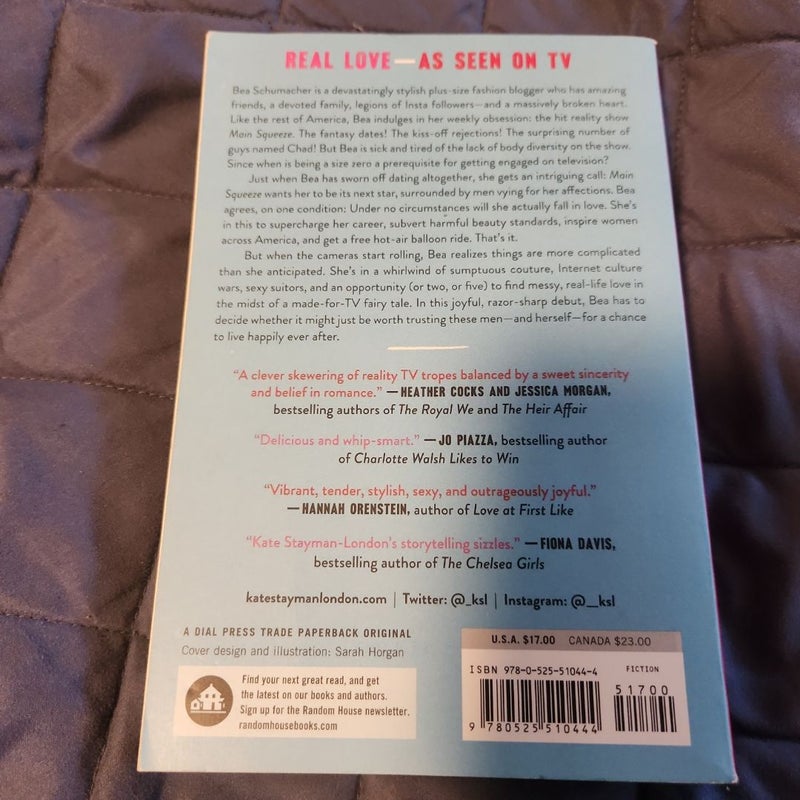 REAL LOVE—AS SEEN ON TV
Bea Schumacher is a devastatingly stylish plus-size fashion blogger who has amazing
friends, a devoted family, legions of Insta followers—and a massively broken heart.
Like the rest of America, Bea indulges in her weekly obsession: the hit reality show
Main Squeeze. The fantasy dates! The kiss-off rejections! The surprising number of
guys named Chad! But Bea is sick and tired of the lack of body diversity on the show.
Since when is being a size zero a prerequisite for getting engaged on television?
Just when Bea has sworn off dating altogether, she gets an intriguing call: Main
Squeeze wants her to be its next star, surrounded by men vying for her affections. Bea
agrees, on one condition: Under no circumstances will she actually fall in love. She's
in this to supercharge her career, subvert harmful beauty standards, inspire women
across America, and get a free hot-air balloon ride. That's it.
But when the cameras start rolling, Bea realizes things are more complicated
than she anticipated. She's in a whirlwind of sumptuous couture, Internet culture
wars, sexy suitors, and an opportunity (or two, or five) to find messy, real-life love in
the midst of a made-for-TV fairy tale. In this joyful, razor-sharp debut, Bea has to
decide whether it might just be worth trusting these men—and herself—for a chance
to live happily ever after.
"A clever skewering of reality TV tropes balanced by a sweet sincerity
and belief in romance." —HEATHER COCKS AND JESSICA MORGAN,
bestselling authors of The Royal We and The Heir Affair
"Delicious and whip-smart." —JO PIAZZA, bestselling author
of Charlotte Walsh Likes to Win
"Vibrant, tender, stylish, sexy, and outrageously joyful."
—HANNAH ORENSTEIN, author of Love at First Like
"Kate Stayman-London's storytelling sizzles." —FIONA DAVIS,
bestselling author of The Chelsea Girls
katestaymanlondon.com | Twitter: @_ksl | Instagram: @__ksl
A DIAL PRESS TRADE PAPERBACK ORIGINAL
Cover design and illustration: Sarah Horgan
Find your next great read, and get
the latest on our books and authors.
Sign up for the Random House newsletter.
randomhousebooks.com
U.S.A. $17.00 CANADA $23.00
ISBN 978-0-525-51044-4 FICTION
51700
9 780525 510444